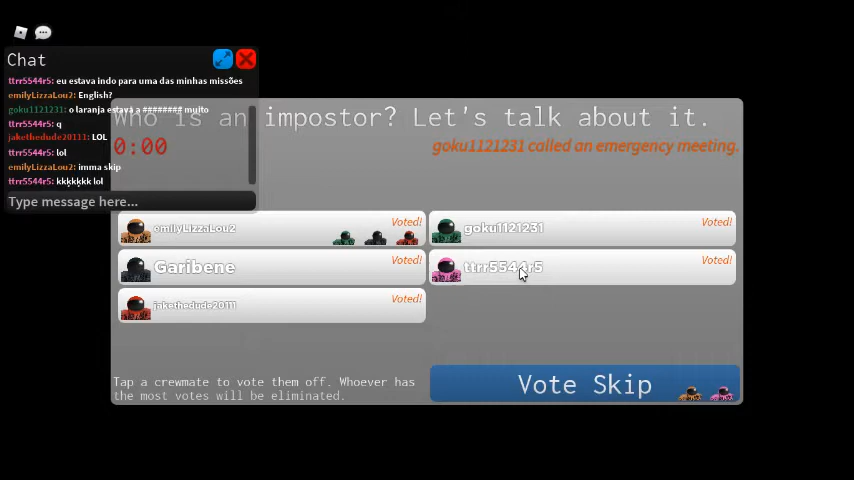 Chat
ttrr5544r5: eu estava indo para uma das minhas missões
emilyLizzaLou2: English?
goku1121231: o laranja estava a ######## muito
ttrr5544r5: q
jakethedude20111: LOL
ttrr5544r5: lol
emilyLizzaLou2: imma skip
ttrr5544r5: kkķķķkk lol
Type message here...
Who is an impostor? Let's talk about it.
0:00
goku1121231 called an emergency meeting.
emilyLizzaLou2 Voted!
goku1121231 Voted!
Garibene Voted!
ttrr5544r5 Voted!
jakethedude20111 Voted!
Tap a crewmate to vote them off. Whoever has
the most votes will be eliminated.
Vote Skip